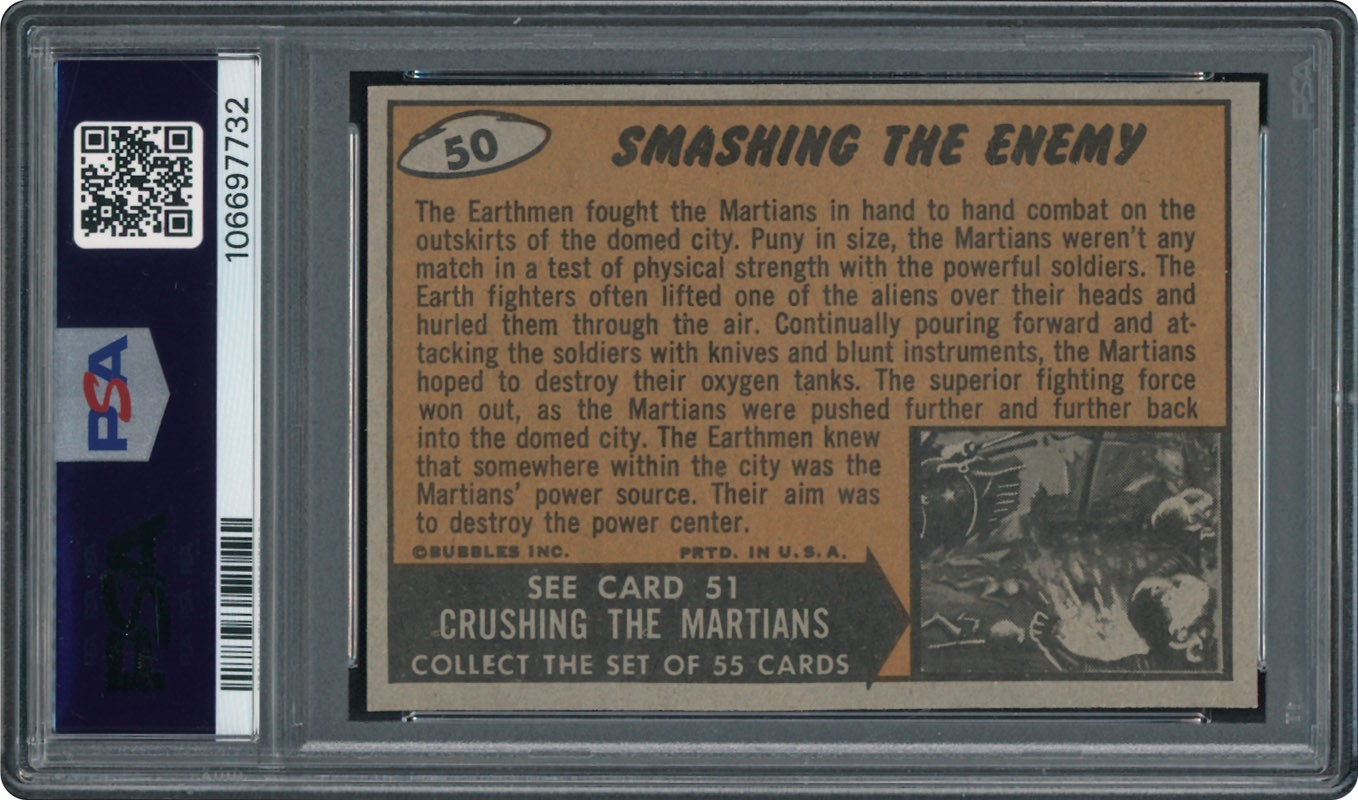 106697732
PSA
PSA
50
SMASHING THE ENEMY
The Earthmen fought the Martians in hand to hand combat on the
outskirts of the domed city. Puny in size, the Martians weren't any
match in a test of physical strength with the powerful soldiers. The
Earth fighters often lifted one of the aliens over their heads and
hurled them through the air. Continually pouring forward and at-
tacking the soldiers with knives and blunt instruments, the Martians
hoped to destroy their oxygen tanks. The superior fighting force
won out, as the Martians were pushed further and further back
into the domed city. The Earthmen knew
that somewhere within the city was the
Martians' power source. Their aim was
to destroy the power center.
©BUBBLES INC. PRTD. IN U.S.A.
SEE CARD 51
CRUSHING THE MARTIANS
COLLECT THE SET OF 55 CARDS
PSA